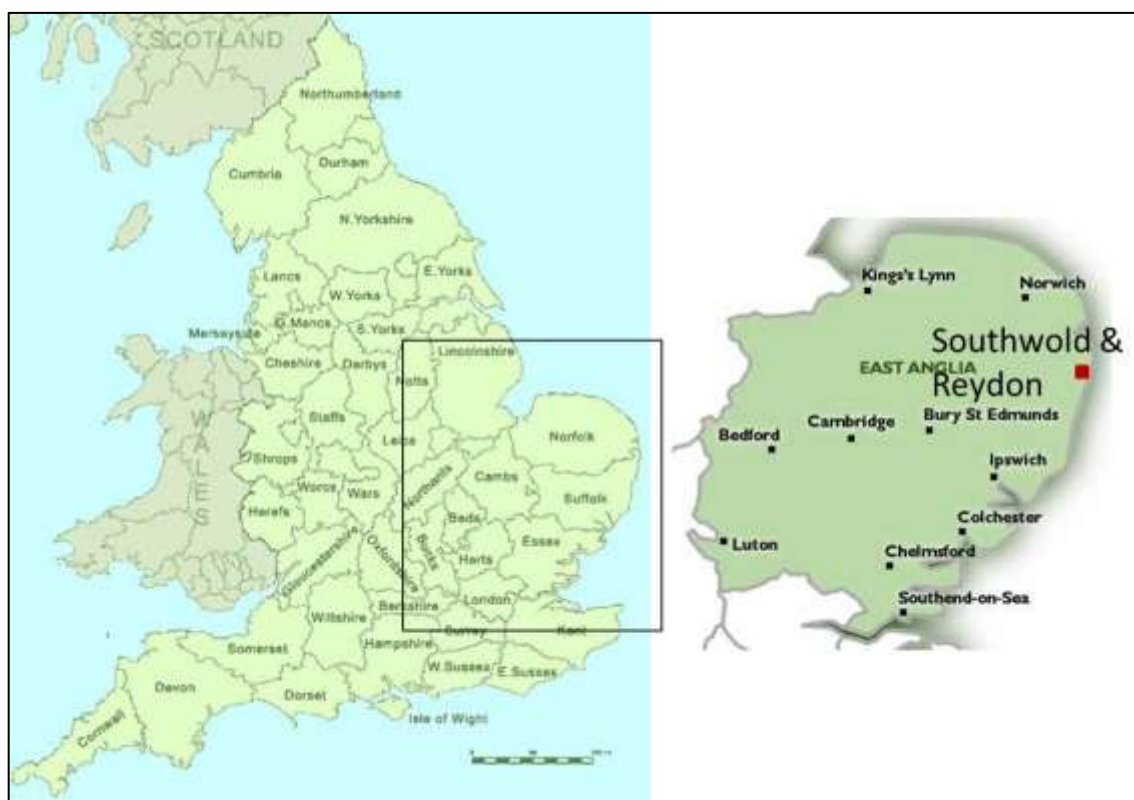 SCOTLAND
Northumberland
Cumbria
Durham
N.Yorkshire
Lancs
E.Yorks
W.Yorks
Merseyside
G.Mancs
S.Yorks
Lincolnshire
Cheshire
Derbys
Notts
WALES
Staffs
Norfolk
Leics
Shrops
Northants
Cambs
Worcs
Wars
Suffolk
Herefs
Beds
Gloucestershire
Oxfordshire
Bucks
Essex
Herts
London
Berkshire
Wiltshire
Surrey
Kent
Hampshire
Somerset
W.Sussex
E.Sussex
Devon
Dorset
Isle of Wight
Cornwall
0
King's Lynn
Norwich
Southwold &
EAST ANGLIA
Reydon
Bury St Edmunds
Cambridge
Bedford
Ipswich
Colchester
Luton
Chelmsford
Southend-on-Sea